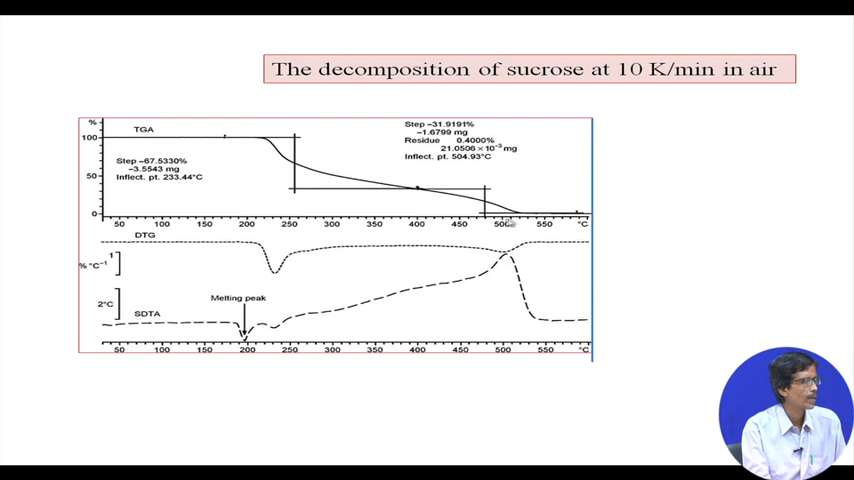 The decomposition of sucrose at 10 K/min in air
%
TGA
100
50
0
Step −67.5330%
−3.5543 mg
Inflect. pt. 233.44°C
Step −31.9191%
−1.6799 mg
Residue 0.4000%
21.0506 × 10⁻³ mg
Inflect. pt. 504.93°C
50 100 150 200 250 300 350 400 450 500 550 °C
DTG
1
% °C⁻¹
2°C
Melting peak
SDTA
50 100 150 200 250 300 350 400 450 500 550 °C